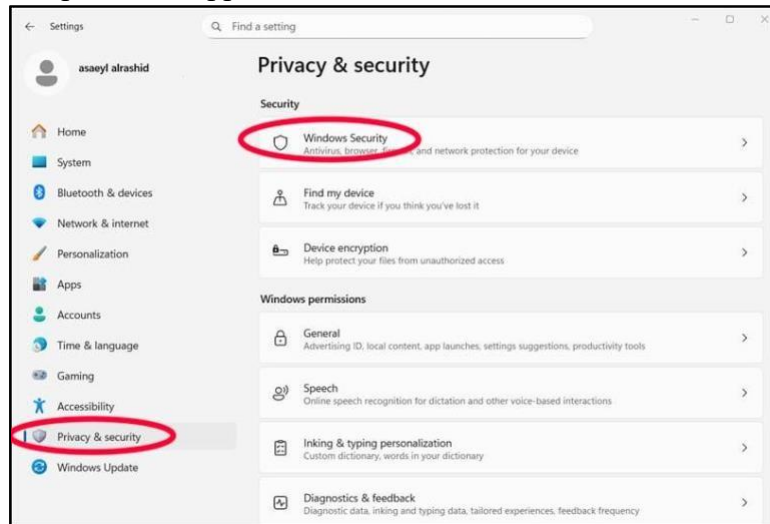 Settings
Find a setting
asaeyl alrashid
Home
System
Bluetooth & devices
Network & internet
Personalization
Apps
Accounts
Time & language
Gaming
Accessibility
Privacy & security
Windows Update
Privacy & security
Security
Windows Security
Antivirus, browser, and network protection for your device
Find my device
Track your device if you think you've lost it
Device encryption
Help protect your files from unauthorized access
Windows permissions
General
Advertising ID, local content, app launches, settings suggestions, productivity tools
Speech
Online speech recognition for dictation and other voice-based interactions
Inking & typing personalization
Custom dictionary, words in your dictionary
Diagnostics & feedback
Diagnostic data, inking and typing data, tailored experiences, feedback frequency